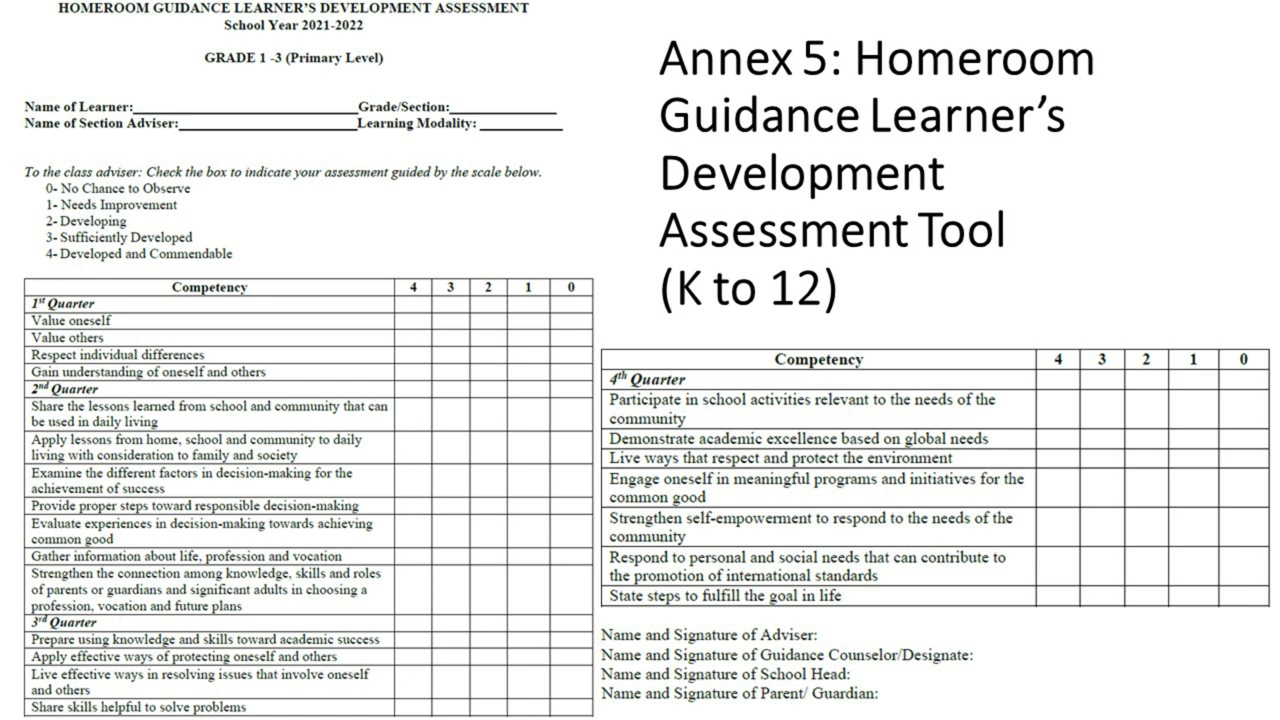 HOMEROOM GUIDANCE LEARNER'S DEVELOPMENT ASSESSMENT
School Year 2021-2022
GRADE 1 -3 (Primary Level)
Name of Learner:____________________Grade/Section:____________
Name of Section Adviser:____________________Learning Modality: ____________
To the class adviser: Check the box to indicate your assessment guided by the scale below.
0- No Chance to Observe
1- Needs Improvement
2- Developing
3- Sufficiently Developed
4- Developed and Commendable
Competency 4 3 2 1 0
1st Quarter
Value oneself
Value others
Respect individual differences
Gain understanding of oneself and others
2nd Quarter
Share the lessons learned from school and community that can
be used in daily living
Apply lessons from home, school and community to daily
living with consideration to family and society
Examine the different factors in decision-making for the
achievement of success
Provide proper steps toward responsible decision-making
Evaluate experiences in decision-making towards achieving
common good
Gather information about life, profession and vocation
Strengthen the connection among knowledge, skills and roles
of parents or guardians and significant adults in choosing a
profession, vocation and future plans
3rd Quarter
Prepare using knowledge and skills toward academic success
Apply effective ways of protecting oneself and others
Live effective ways in resolving issues that involve oneself
and others
Share skills helpful to solve problems
Annex 5: Homeroom
Guidance Learner's
Development
Assessment Tool
(K to 12)
Competency 4 3 2 1 0
4th Quarter
Participate in school activities relevant to the needs of the
community
Demonstrate academic excellence based on global needs
Live ways that respect and protect the environment
Engage oneself in meaningful programs and initiatives for the
common good
Strengthen self-empowerment to respond to the needs of the
community
Respond to personal and social needs that can contribute to
the promotion of international standards
State steps to fulfill the goal in life
Name and Signature of Adviser:
Name and Signature of Guidance Counselor/Designate:
Name and Signature of School Head:
Name and Signature of Parent/ Guardian: